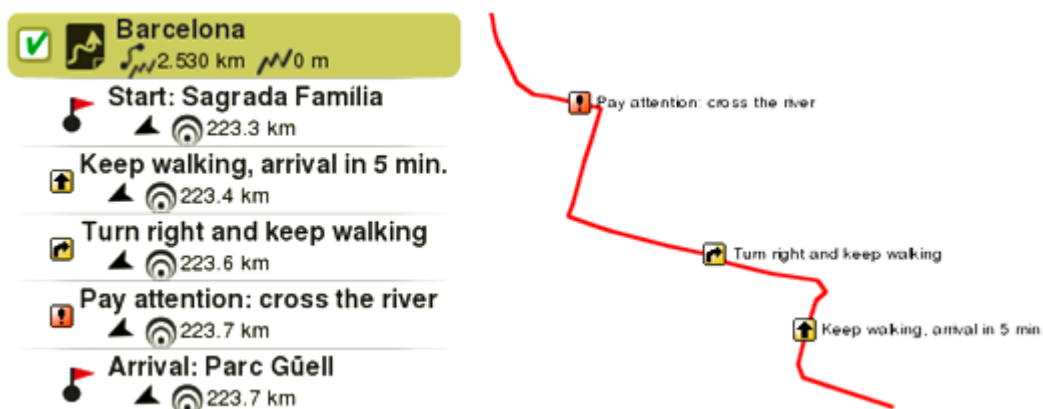 Barcelona
2.530 km 0 m
Start: Sagrada Família
223.3 km
Keep walking, arrival in 5 min.
223.4 km
Turn right and keep walking
223.6 km
Pay attention: cross the river
223.7 km
Arrival: Parc Güell
223.7 km
Pay attention: cross the river
Turn right and keep walking
Keep walking, arrival in 5 min